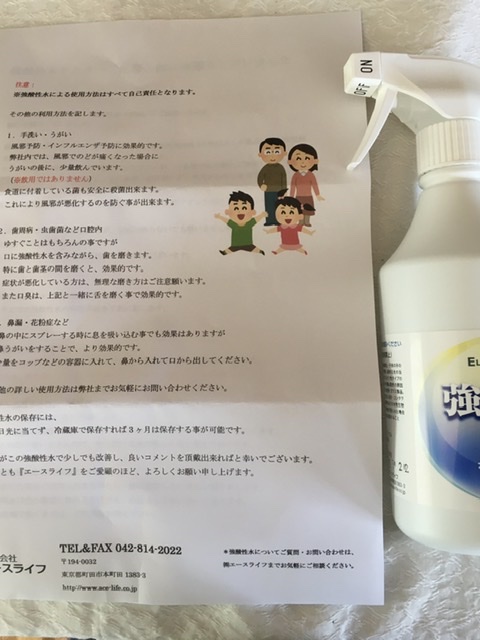 注意：
※強酸性水による使用方法はすべて自己責任となります。
その他の利用方法を記します。
１．手洗い・うがい
風邪予防・インフルエンザ予防に効果的です。
弊社内では、風邪でのどが痛くなった場合に
うがいの後に、少量飲んでいます。
(※飲用ではありません)
食道に付着している菌も安全に殺菌出来ます。
これにより風邪が悪化するのを防ぐ事が出来ます。
２．歯周病・虫歯菌など口腔内
ゆすぐことはもちろんの事ですが
口に強酸性水を含みながら、歯を磨きます。
特に歯と歯茎の間を磨くと、効果的です。
症状が悪化している方は、無理な磨き方はご注意願います。
また口臭は、上記と一緒に舌を磨く事で効果的です。
．鼻漏・花粉症など
鼻の中にスプレーする時に息を吸い込む事でも効果はありますが
鼻うがいをすることで、より効果的です。
量をコップなどの容器に入れて、鼻から入れて口から出してください。
他の詳しい使用方法は弊社までお気軽にお問い合わせください。
性水の保存には、
日光に当てず、冷蔵庫で保存すれば３ヶ月は保存する事が可能です。
がこの強酸性水で少しでも改善し、良いコメントを頂戴出来ればと幸いでございます。
とも『エースライフ』をご愛顧のほど、よろしくお願い申し上げます。
会社
ースライフ
TEL&FAX 042-814-2022
〒194-0032
東京都町田市本町田 1383-3
http://www.ace-life.co.jp
＊強酸性水についてご質問・お問い合わせは、
㈱エースライフまでお気軽にご相談ください。
ON
OFF
EL
強